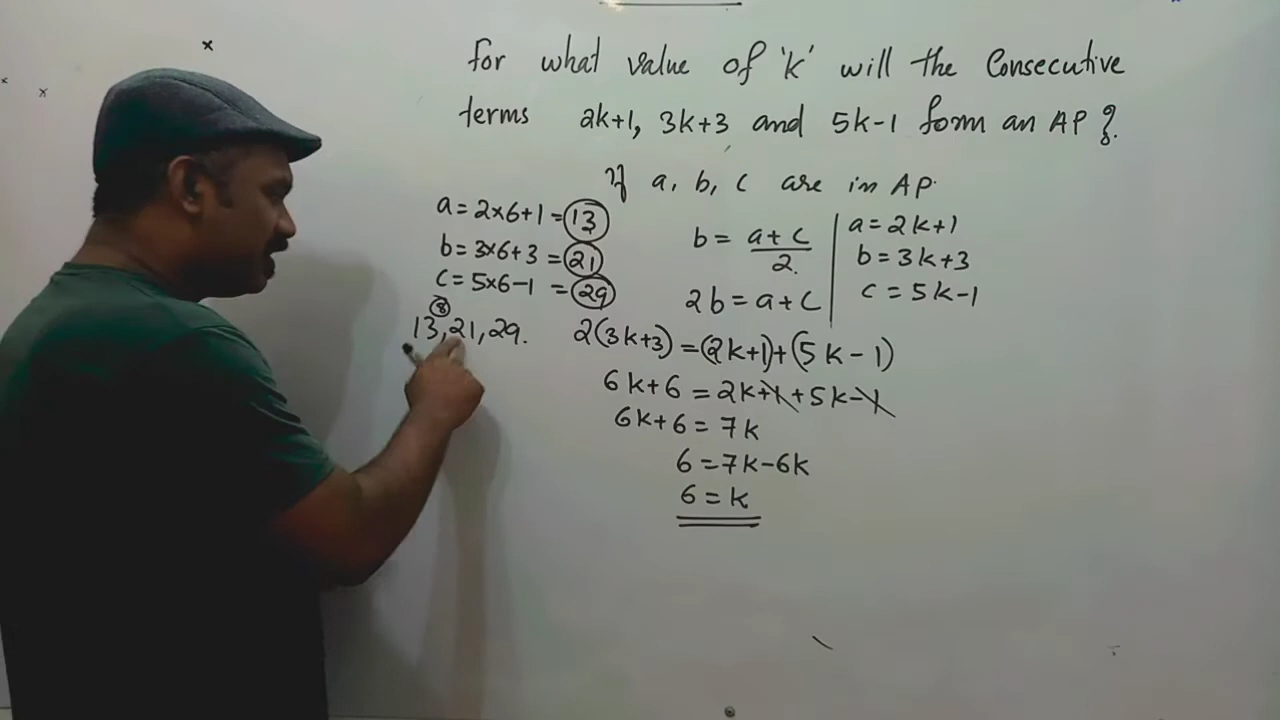 For what value of 'k' will the Consecutive
terms 2k+1, 3k+3 and 5k-1 form an AP ?.
If a, b, c are in AP.
b = a+c/2.
2b = a+c
a = 2k+1
b = 3k+3
c = 5k-1
2(3k+3) = (2k+1)+(5k-1)
6k+6 = 2k+1+5k-1
6k+6 = 7k
6 = 7k-6k
6 = k
a = 2×6+1 = 13
b = 3×6+3 = 21
c = 5×6-1 = 29
8
13, 21, 29.